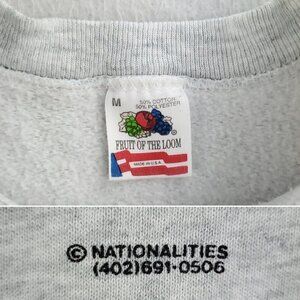 M
50% COTTON
50% POLYESTER
FRUIT OF THE LOOM
MADE IN U.S.A.
© NATIONALITIES
(402)691-0506